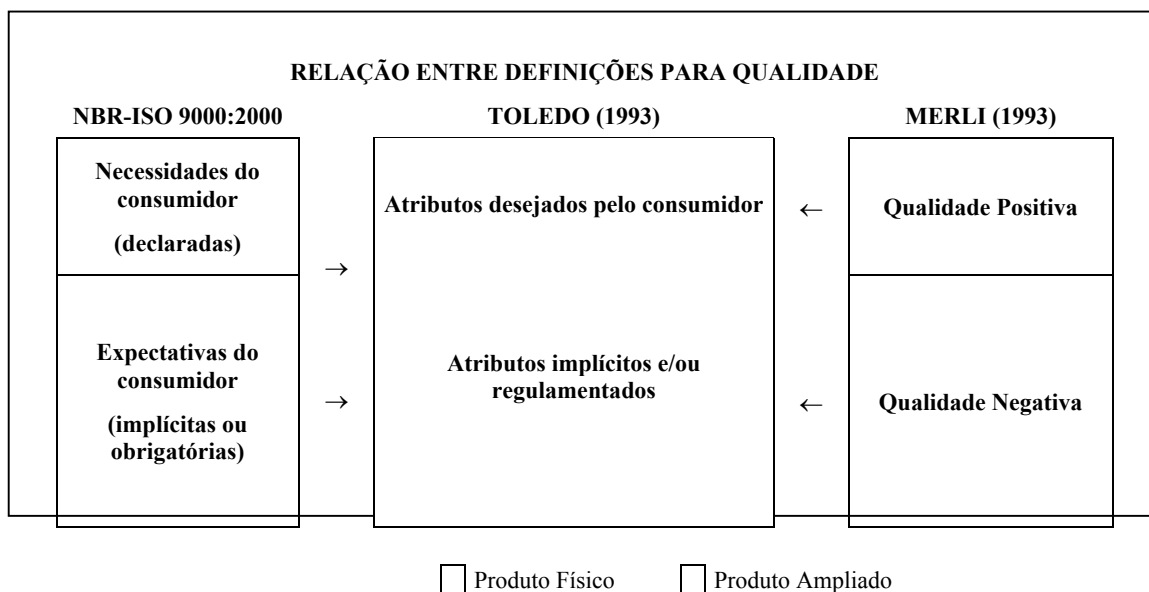 RELAÇÃO ENTRE DEFINIÇÕES PARA QUALIDADE
NBR-ISO 9000:2000
TOLEDO (1993)
MERLI (1993)
Necessidades do
consumidor
(declaradas)
→
Expectativas do
consumidor
(implícitas ou
obrigatórias)
→
Atributos desejados pelo consumidor
Atributos implícitos e/ou
regulamentados
←
Qualidade Positiva
←
Qualidade Negativa
Produto Físico
Produto Ampliado